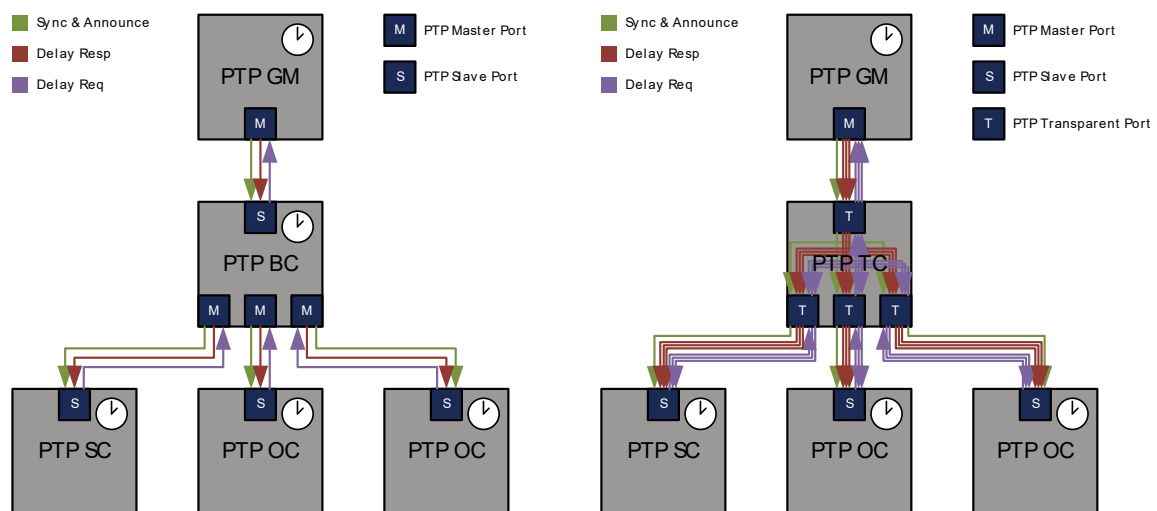 Sync & Announce
Delay Resp
Delay Req
PTP GM
M
M
PTP Master Port
S
PTP Slave Port
S
PTP BC
M
M
M
S
PTP SC
S
PTP OC
S
PTP OC
Sync & Announce
Delay Resp
Delay Req
PTP GM
M
M
PTP Master Port
S
PTP Slave Port
T
PTP Transparent Port
T
PTP TC
T
T
T
S
PTP SC
S
PTP OC
S
PTP OC